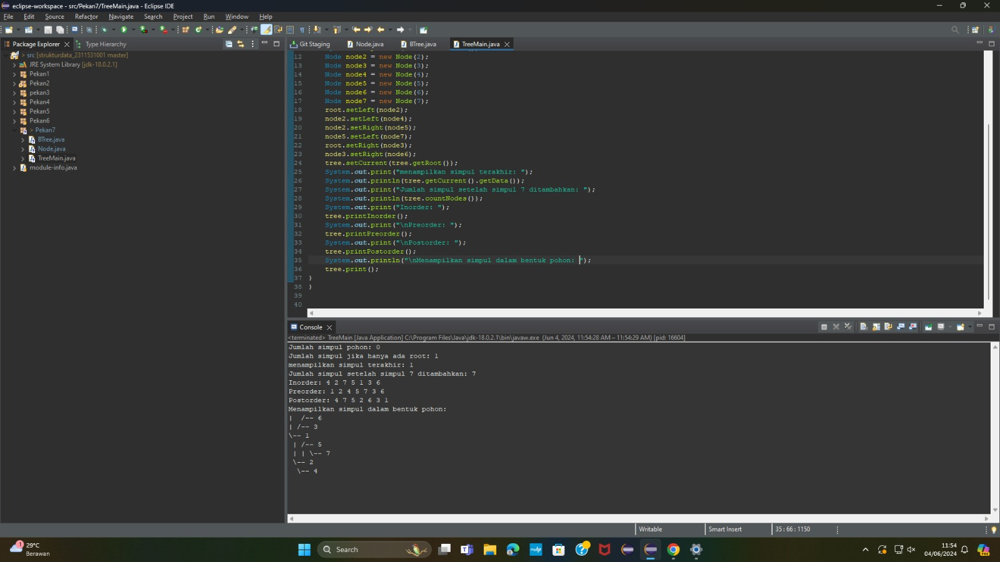 eclipse-workspace - src/Pekan7/TreeMain.java - Eclipse IDE
File Edit Source Refactor Navigate Search Project Run Window Help
Package Explorer Type Hierarchy
> src [strukturdata_2311531001 master]
JRE System Library [jdk-18.0.2.1]
Pekan1
Pekan2
pekan3
Pekan4
Pekan5
Pekan6
> Pekan7
BTree.java
Node.java
TreeMain.java
module-info.java
Git Staging Node.java BTree.java TreeMain.java
12 Node node2 = new Node(2);
13 Node node3 = new Node(3);
14 Node node4 = new Node(4);
15 Node node5 = new Node(5);
16 Node node6 = new Node(6);
17 Node node7 = new Node(7);
18 root.setLeft(node2);
19 node2.setLeft(node4);
20 node2.setRight(node5);
21 node5.setLeft(node7);
22 root.setRight(node3);
23 node3.setRight(node6);
24 tree.setCurrent(tree.getRoot());
25 System.out.print("menampilkan simpul terakhir: ");
26 System.out.println(tree.getCurrent().getData());
27 System.out.print("Jumlah simpul setelah simpul 7 ditambahkan: ");
28 System.out.println(tree.countNodes());
29 System.out.print("Inorder: ");
30 tree.printInorder();
31 System.out.print("\nPreorder: ");
32 tree.printPreorder();
33 System.out.print("\nPostorder: ");
34 tree.printPostorder();
35 System.out.println("\nMenampilkan simpul dalam bentuk pohon: ");
36 tree.print();
37 }
38 }
39
40
Console
<terminated> TreeMain [Java Application] C:\Program Files\Java\jdk-18.0.2.1\bin\javaw.exe (Jun 4, 2024, 11:54:28 AM – 11:54:29 AM) [pid: 16604]
Jumlah simpul pohon: 0
Jumlah simpul jika hanya ada root: 1
menampilkan simpul terakhir: 1
Jumlah simpul setelah simpul 7 ditambahkan: 7
Inorder: 4 2 7 5 1 3 6
Preorder: 1 2 4 5 7 3 6
Postorder: 4 7 5 2 6 3 1
Menampilkan simpul dalam bentuk pohon:
|  /-- 6
| /-- 3
\-- 1
 | /-- 5
 | | \-- 7
 \-- 2
  \-- 4
Writable Smart Insert 35 : 66 : 1150
1
29°C
Berawan
Search
11:54
04/06/2024